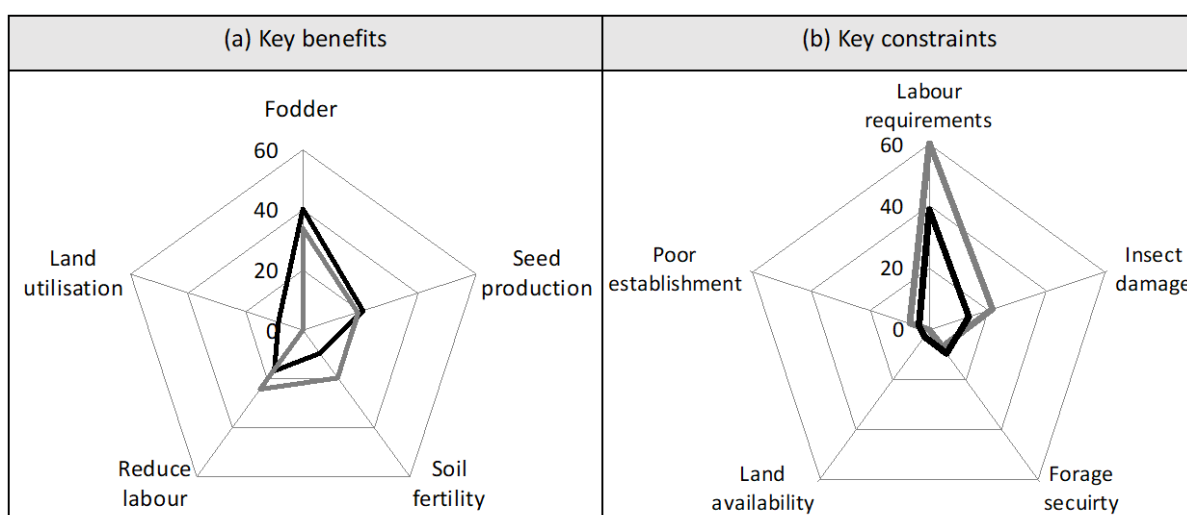 (a) Key benefits
(b) Key constraints
Fodder
60
40
20
0
Land
utilisation
Seed
production
Reduce
labour
Soil
fertility
Labour
requirements
60
40
20
0
Poor
establishment
Insect
damage
Land
availability
Forage
secuirty